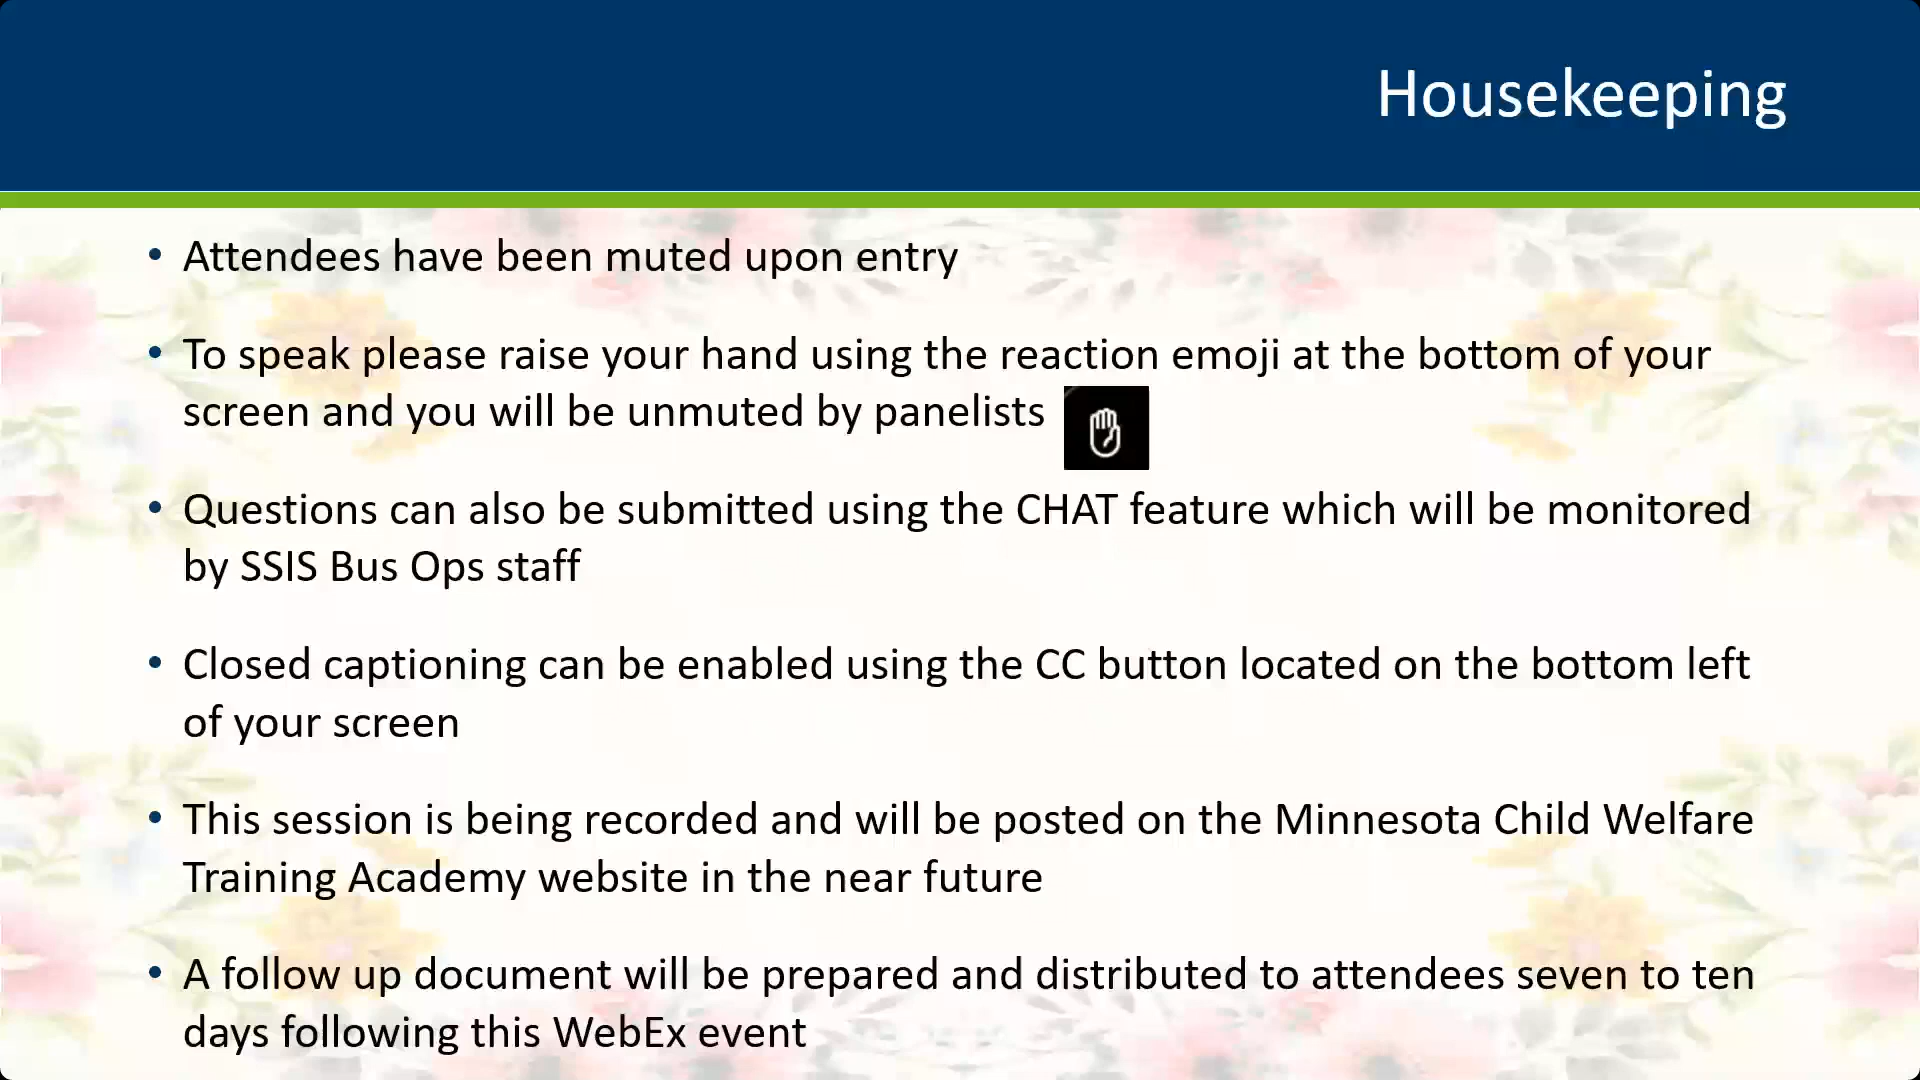 Housekeeping
• Attendees have been muted upon entry
• To speak please raise your hand using the reaction emoji at the bottom of your
screen and you will be unmuted by panelists
• Questions can also be submitted using the CHAT feature which will be monitored
by SSIS Bus Ops staff
• Closed captioning can be enabled using the CC button located on the bottom left
of your screen
• This session is being recorded and will be posted on the Minnesota Child Welfare
Training Academy website in the near future
• A follow up document will be prepared and distributed to attendees seven to ten
days following this WebEx event